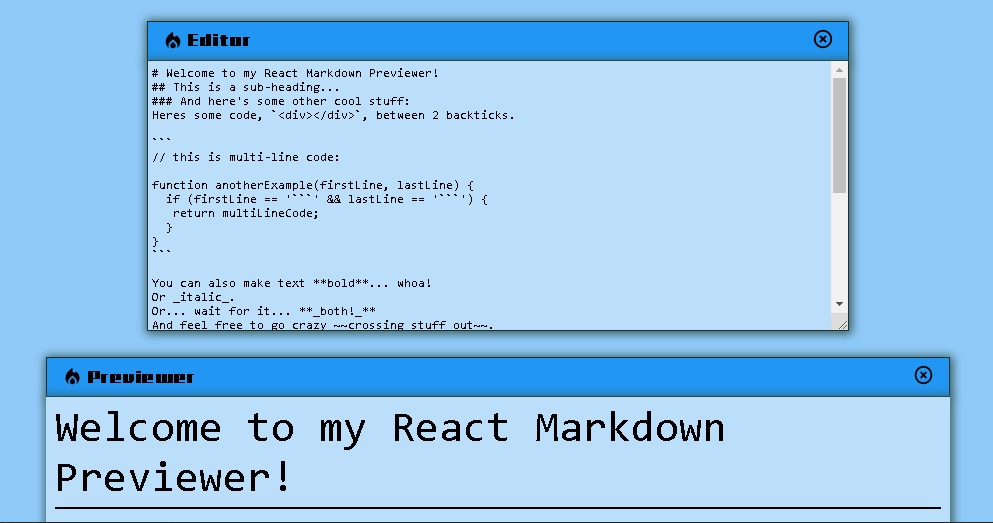 Editor
# Welcome to my React Markdown Previewer!
## This is a sub-heading...
### And here's some other cool stuff:
Heres some code, `<div></div>`, between 2 backticks.
```
// this is multi-line code:
function anotherExample(firstLine, lastLine) {
  if (firstLine == '```' && lastLine == '```') {
   return multiLineCode;
  }
}
```
You can also make text **bold**... whoa!
Or _italic_.
Or... wait for it... **_both!_**
And feel free to go crazy ~~crossing stuff out~~.
Previewer
Welcome to my React Markdown
Previewer!